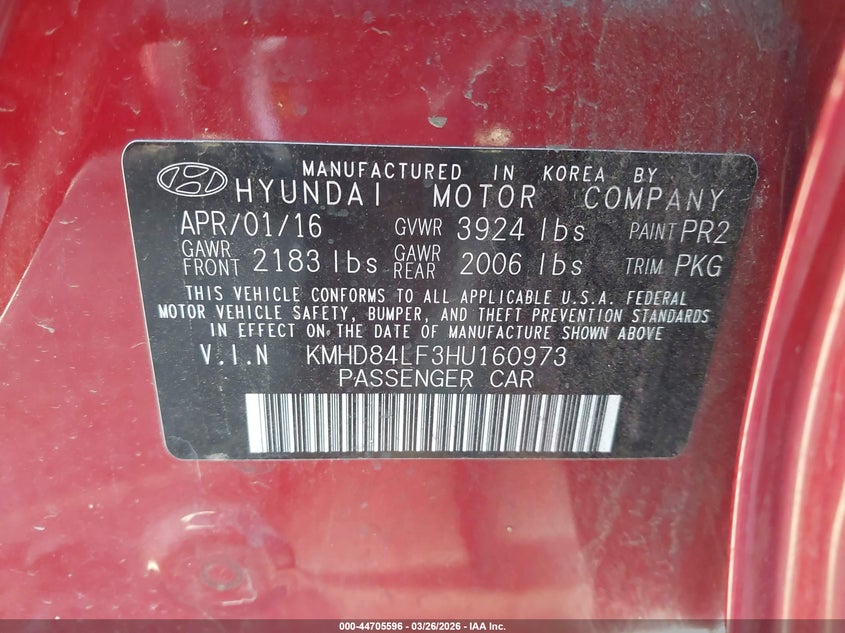 MANUFACTURED IN KOREA BY
HYUNDAI MOTOR COMPANY
APR/01/16 GVWR 3924 lbs PAINT PR2
GAWR FRONT 2183 lbs GAWR REAR 2006 lbs TRIM PKG
THIS VEHICLE CONFORMS TO ALL APPLICABLE U.S.A. FEDERAL
MOTOR VEHICLE SAFETY, BUMPER, AND THEFT PREVENTION STANDARDS
IN EFFECT ON THE DATE OF MANUFACTURE SHOWN ABOVE.
V.I.N KMHD84LF3HU160973
PASSENGER CAR
000-44705596 - 03/26/2026 - IAA Inc.